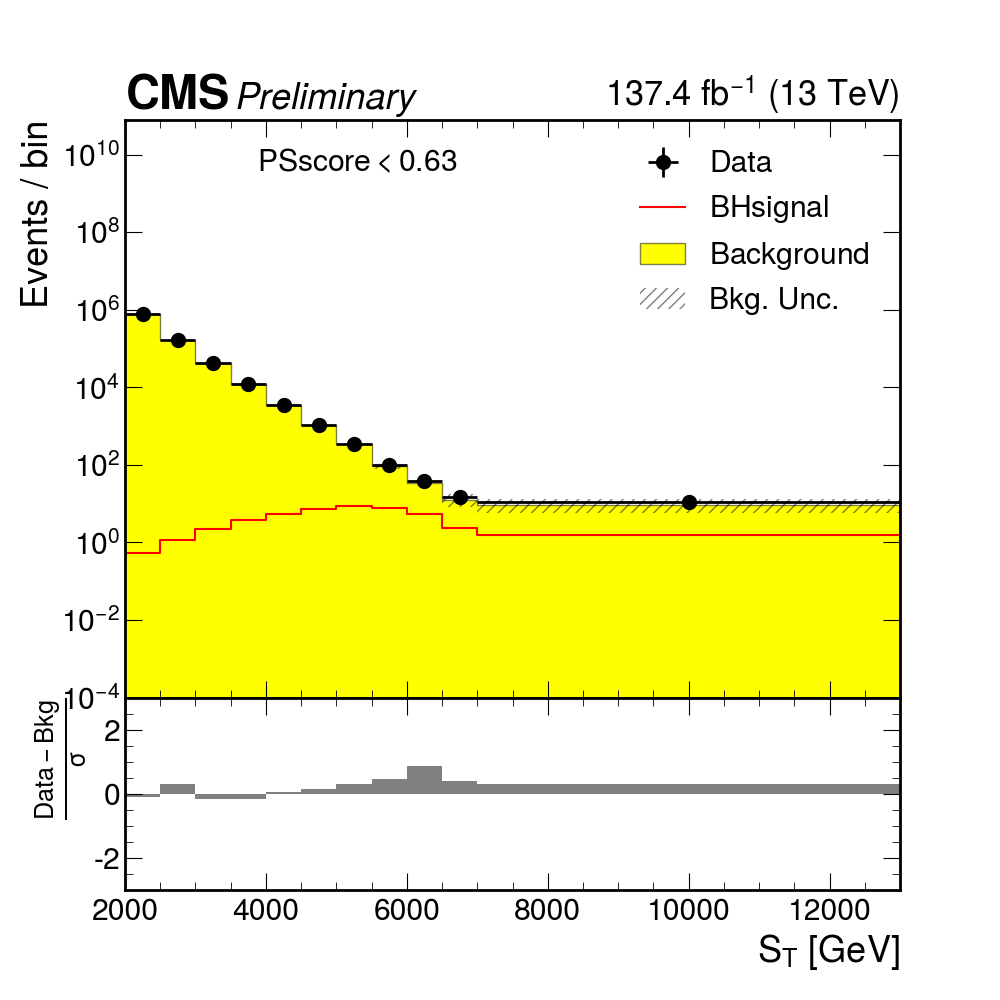 CMS Preliminary
137.4 fb⁻¹ (13 TeV)
Events / bin
PSscore < 0.63
Data
BHsignal
Background
Bkg. Unc.
10¹⁰
10⁸
10⁶
10⁴
10²
10⁰
10⁻²
10⁻⁴
Data − Bkg
σ
2
0
-2
2000 4000 6000 8000 10000 12000
S_T [GeV]